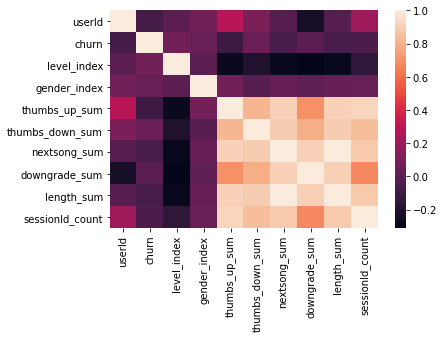 userId
churn
level_index
gender_index
thumbs_up_sum
thumbs_down_sum
nextsong_sum
downgrade_sum
length_sum
sessionId_count
userId
churn
level_index
gender_index
thumbs_up_sum
thumbs_down_sum
nextsong_sum
downgrade_sum
length_sum
sessionId_count
1.0
0.8
0.6
0.4
0.2
0.0
−0.2